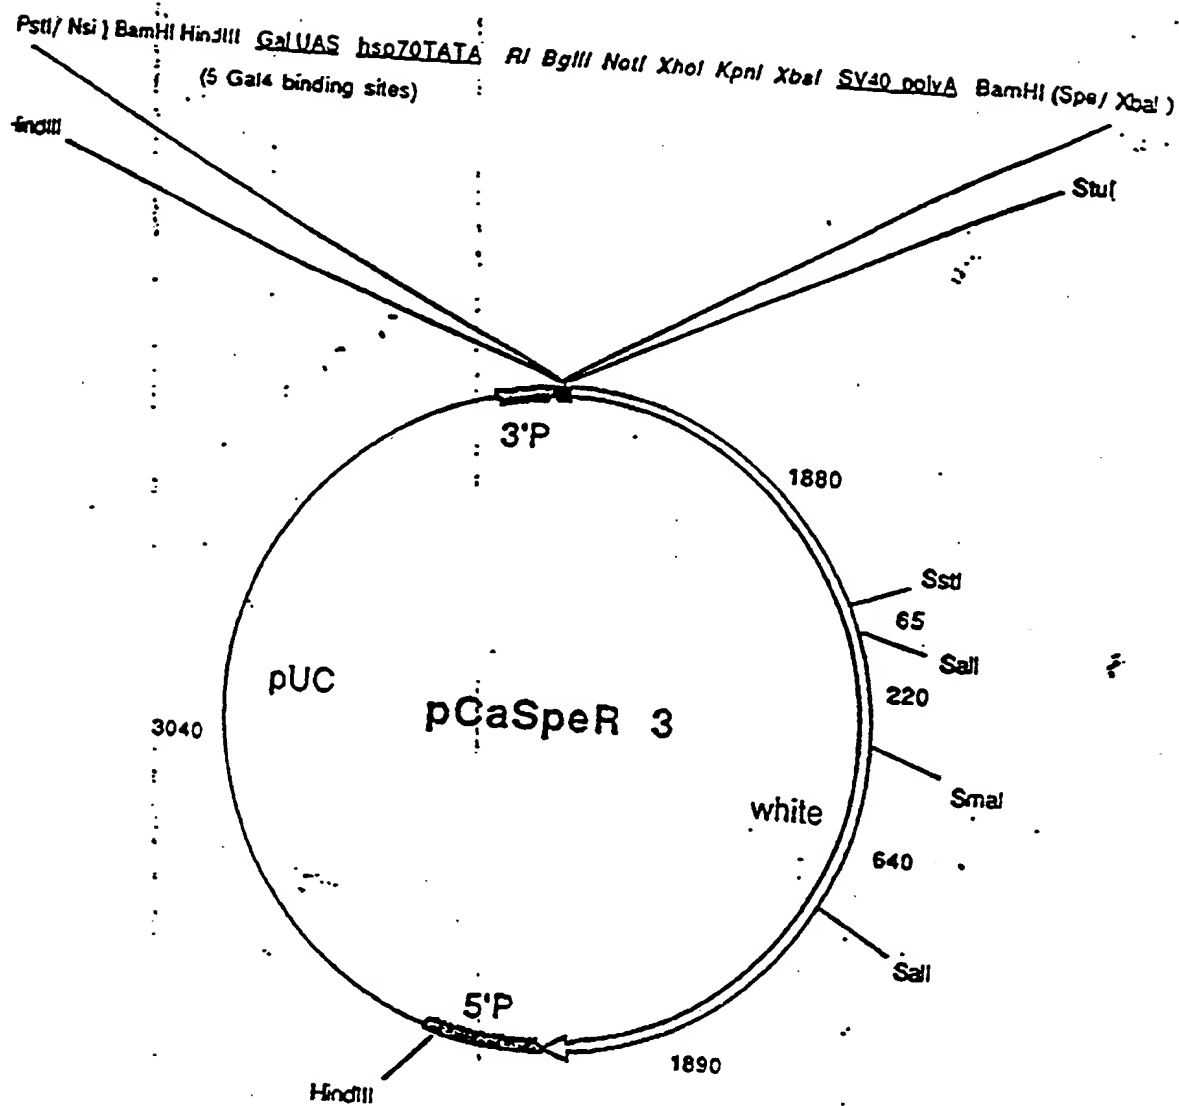 PstI/ NsiI BamHI HindIII GalUAS hsp70TATA RI BglII NotI XhoI KpnI XbaI SV40 polyA BamHI (Spe/ XbaI )
(5 Gal4 binding sites)
HindIII
StuI
3'P
1880
SstI
65
SalI
220
pUC
pCaSpeR 3
3040
SmaI
white
640
SalI
5'P
1890
HindIII